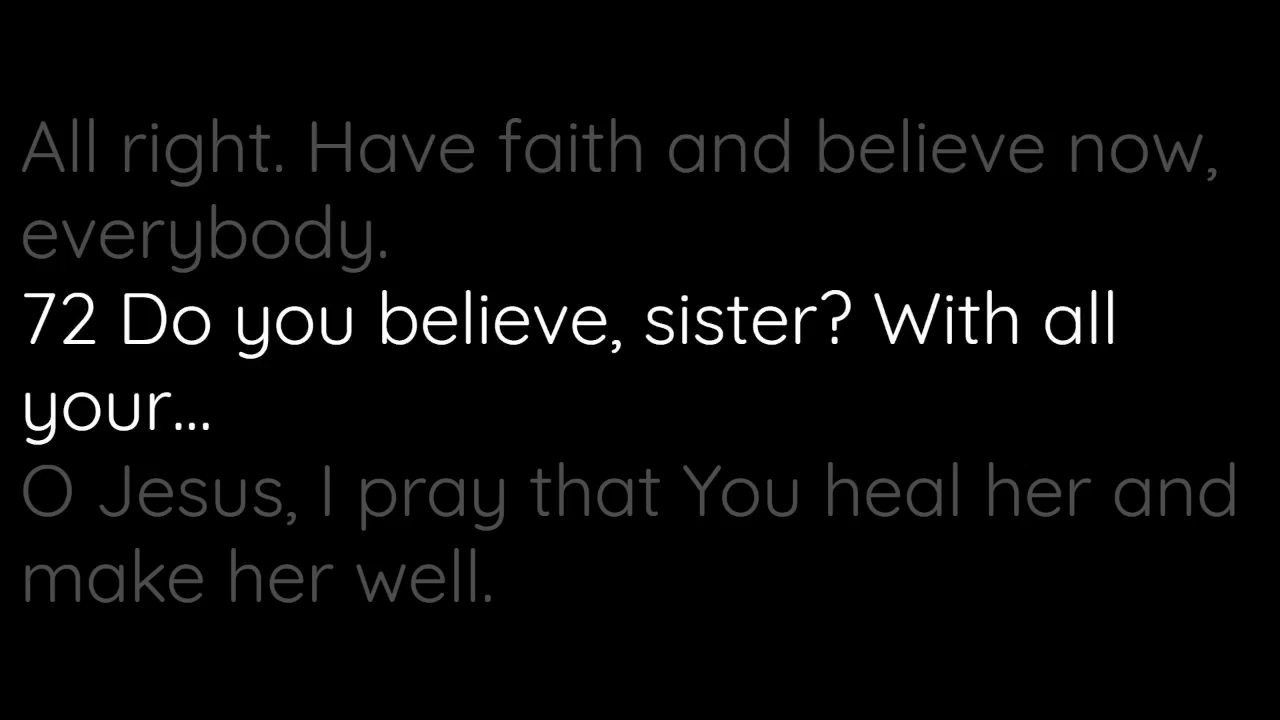 All right. Have faith and believe now,
everybody.
72 Do you believe, sister? With all
your...
O Jesus, I pray that You heal her and
make her well.